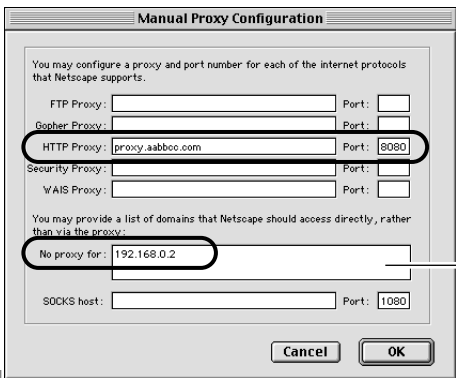 Manual Proxy Configuration
You may configure a proxy and port number for each of the internet protocols
that Netscape supports.
FTP Proxy: Port:
Gopher Proxy: Port:
HTTP Proxy: proxy.aabbcc.com Port: 8080
Security Proxy: Port:
WAIS Proxy: Port:
You may provide a list of domains that Netscape should access directly, rather
than via the proxy:
No proxy for: 192.168.0.2
SOCKS host: Port: 1080
Cancel OK